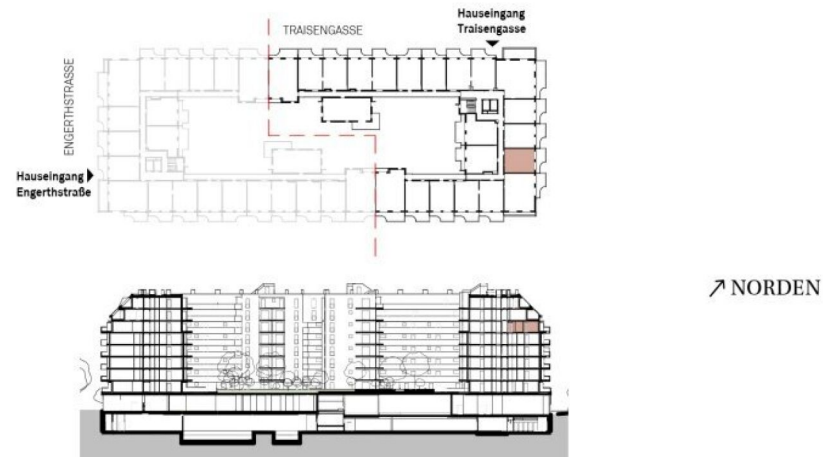 TRAISENGASSE
Hauseingang
Traisengasse
ENGERTHSTRASSE
Hauseingang
Engerthstraße
NORDEN